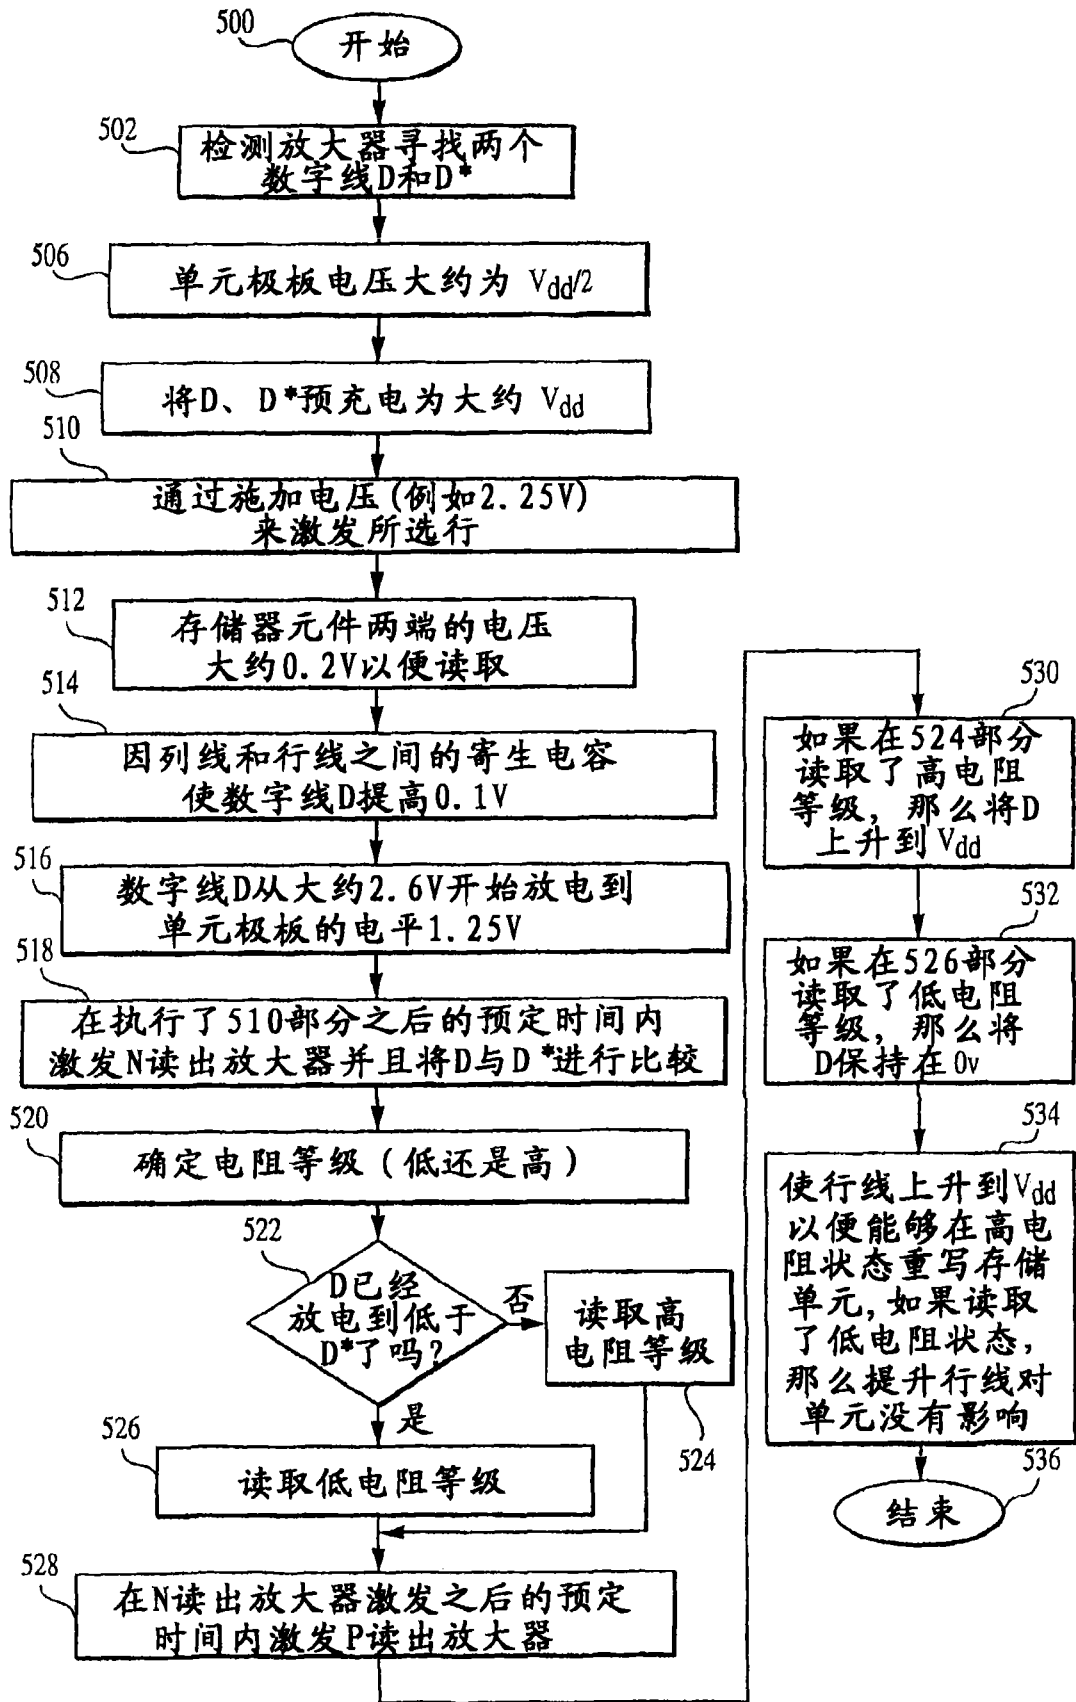 500
开始
502
检测放大器寻找两个
数字线D和D*
506
单元极板电压大约为 Vdd/2
508
将D、D*预充电为大约 Vdd
510
通过施加电压(例如2.25V)
来激发所选行
512
存储器元件两端的电压
大约0.2V以便读取
514
因列线和行线之间的寄生电容
使数字线D提高0.1V
516
数字线D从大约2.6V开始放电到
单元极板的电平1.25V
518
在执行了510部分之后的预定时间内
激发N读出放大器并且将D与D*进行比较
520
确定电阻等级（低还是高）
522
D已经
放电到低于
D*了吗?
否
读取高
电阻等级
524
是
526
读取低电阻等级
528
在N读出放大器激发之后的预定
时间内激发P读出放大器
530
如果在524部分
读取了高电阻
等级，那么将D
上升到 Vdd
532
如果在526部分
读取了低电阻
等级，那么将
D保持在0v
534
使行线上升到Vdd
以便能够在高电
阻状态重写存储
单元,如果读取
了低电阻状态,
那么提升行线对
单元没有影响
536
结束